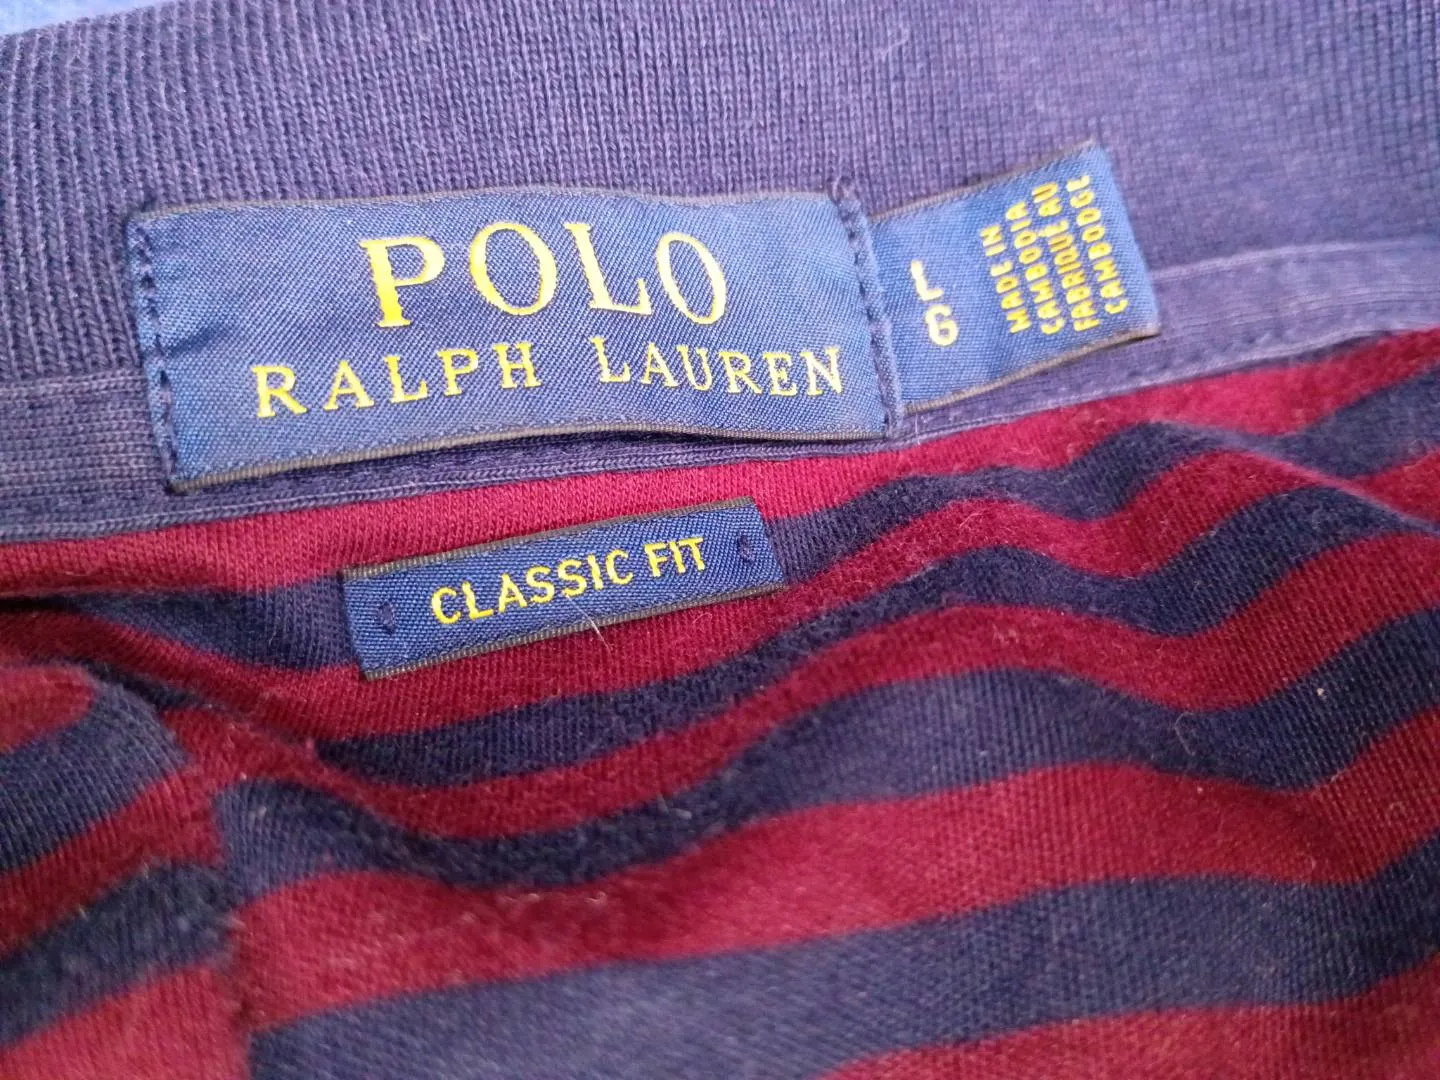 POLO
RALPH LAUREN
L
G
MADE IN
CAMBODIA
FABRIQUÉ AU
CAMBODGE
CLASSIC FIT